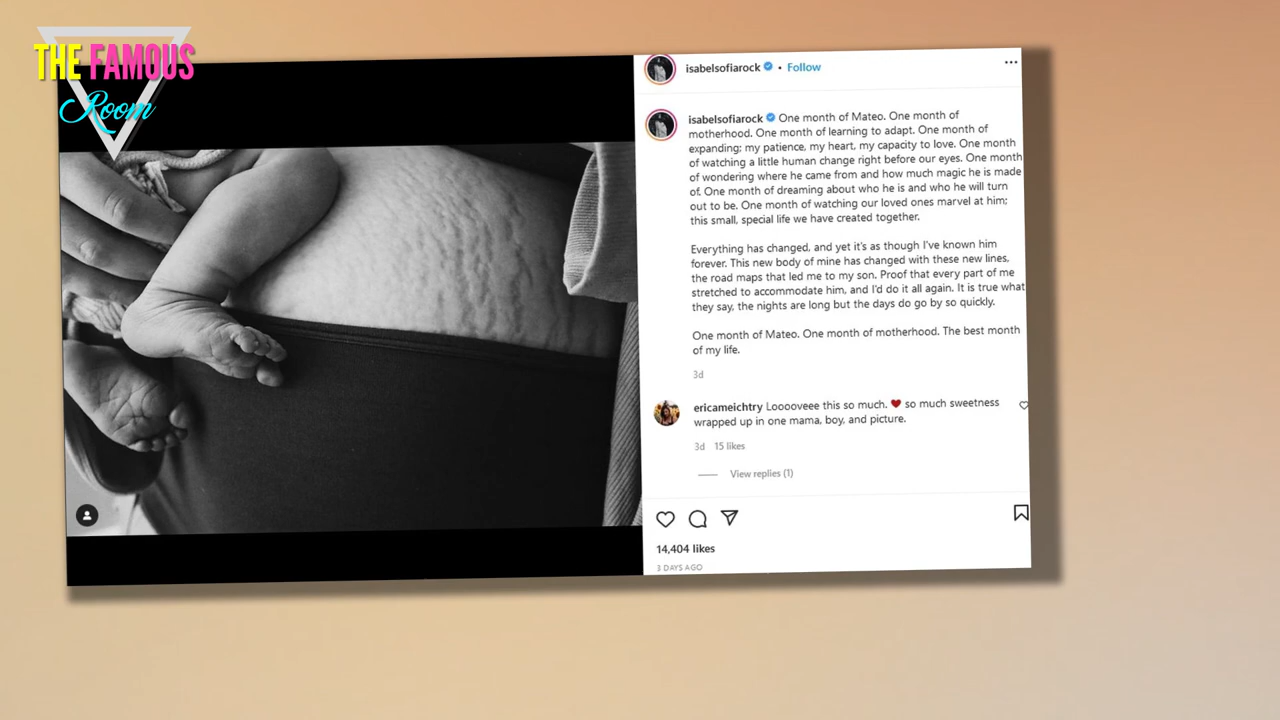 THE FAMOUS
Room
isabelsofiarock • Follow
isabelsofiarock One month of Mateo. One month of
motherhood. One month of learning to adapt. One month of
expanding: my patience, my heart, my capacity to love. One month
of watching a little human change right before our eyes. One month
of wondering where he came from and how much magic he is made
of. One month of dreaming about who he is and who he will turn
out to be. One month of watching our loved ones marvel at him;
this small, special life we have created together.
Everything has changed, and yet it's as though I've known him
forever. This new body of mine has changed with these new lines,
the road maps that led me to my son. Proof that every part of me
stretched to accommodate him, and I'd do it all again. It is true what
they say, the nights are long but the days do go by so quickly.
One month of Mateo. One month of motherhood. The best month
of my life.
3d
ericameichtry Looooveee this so much. ❤ so much sweetness
wrapped up in one mama, boy, and picture.
3d 15 likes
View replies (1)
14,404 likes
3 DAYS AGO